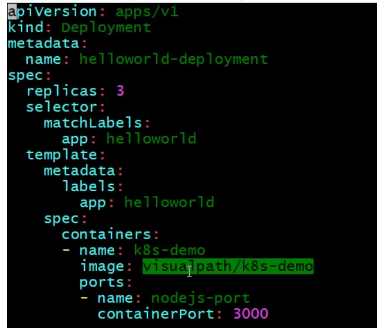 apiVersion: apps/v1
kind: Deployment
metadata:
  name: helloworld-deployment
spec:
  replicas: 3
  selector:
    matchLabels:
      app: helloworld
  template:
    metadata:
      labels:
        app: helloworld
    spec:
      containers:
      - name: k8s-demo
        image: visualpath/k8s-demo
        ports:
        - name: nodejs-port
          containerPort: 3000